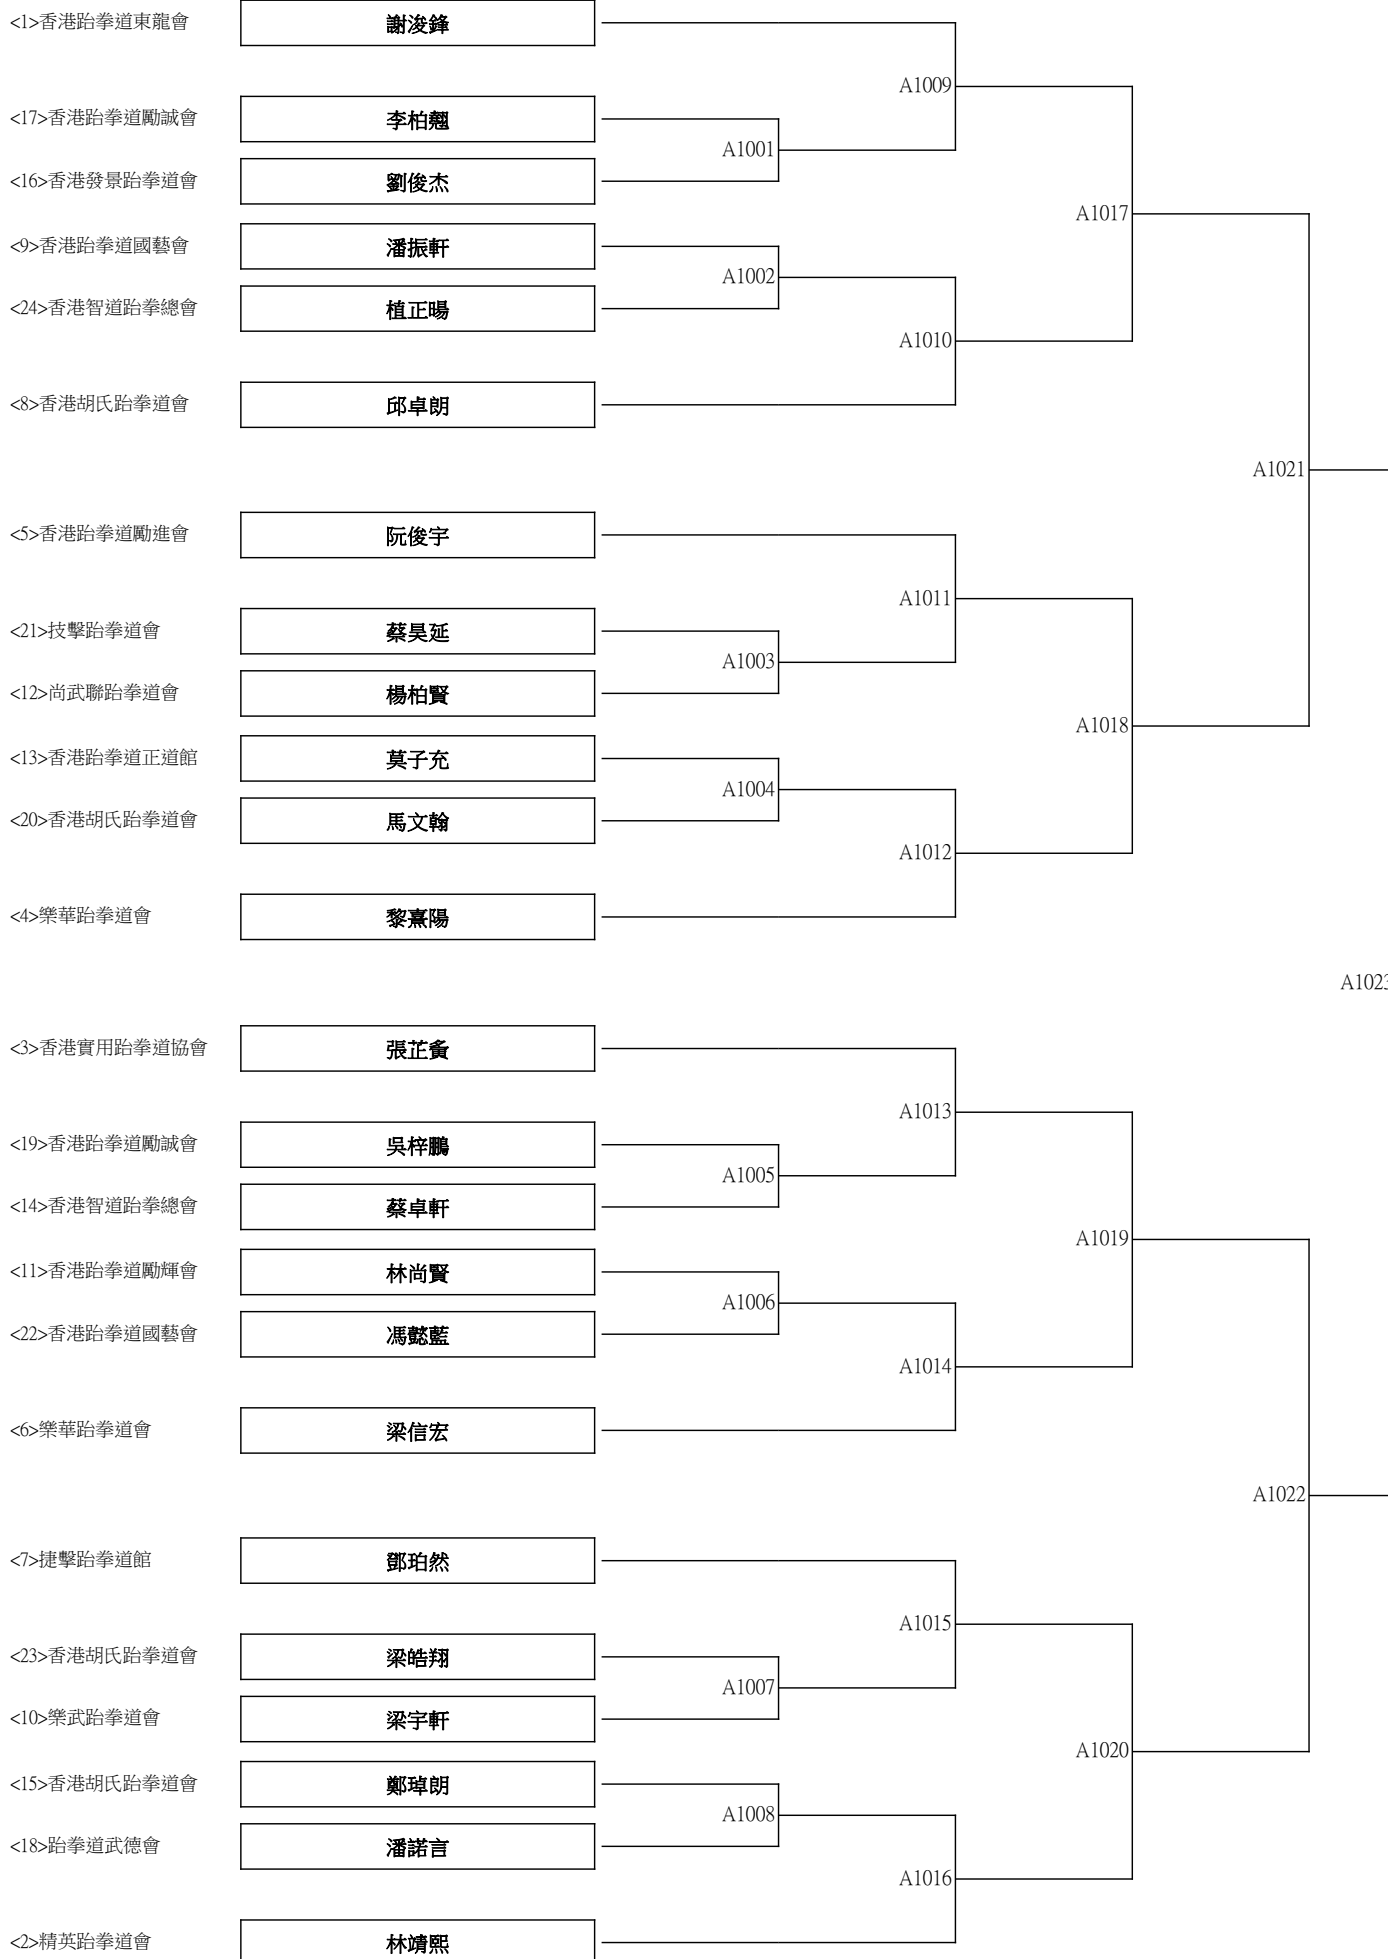 <1>香港跆拳道東龍會 謝浚鋒
A1009
<17>香港跆拳道勵誠會 李柏翹
A1001
<16>香港發景跆拳道會 劉俊杰
A1017
<9>香港跆拳道國藝會 潘振軒
A1002
<24>香港智道跆拳總會 植正暘
A1010
<8>香港胡氏跆拳道會 邱卓朗
A1021
<5>香港跆拳道勵進會 阮俊宇
A1011
<21>技擊跆拳道會 蔡昊延
A1003
<12>尚武聯跆拳道會 楊柏賢
A1018
<13>香港跆拳道正道館 莫子充
A1004
<20>香港胡氏跆拳道會 馬文翰
A1012
<4>樂華跆拳道會 黎熹陽
A1023
<3>香港實用跆拳道協會 張芷夤
A1013
<19>香港跆拳道勵誠會 吳梓鵬
A1005
<14>香港智道跆拳總會 蔡卓軒
A1019
<11>香港跆拳道勵輝會 林尚賢
A1006
<22>香港跆拳道國藝會 馮懿藍
A1014
<6>樂華跆拳道會 梁信宏
A1022
<7>捷擊跆拳道館 鄧珀然
A1015
<23>香港胡氏跆拳道會 梁皓翔
A1007
<10>樂武跆拳道會 梁宇軒
A1020
<15>香港胡氏跆拳道會 鄭瑋朗
A1008
<18>跆拳道武德會 潘諾言
A1016
<2>精英跆拳道會 林靖熙